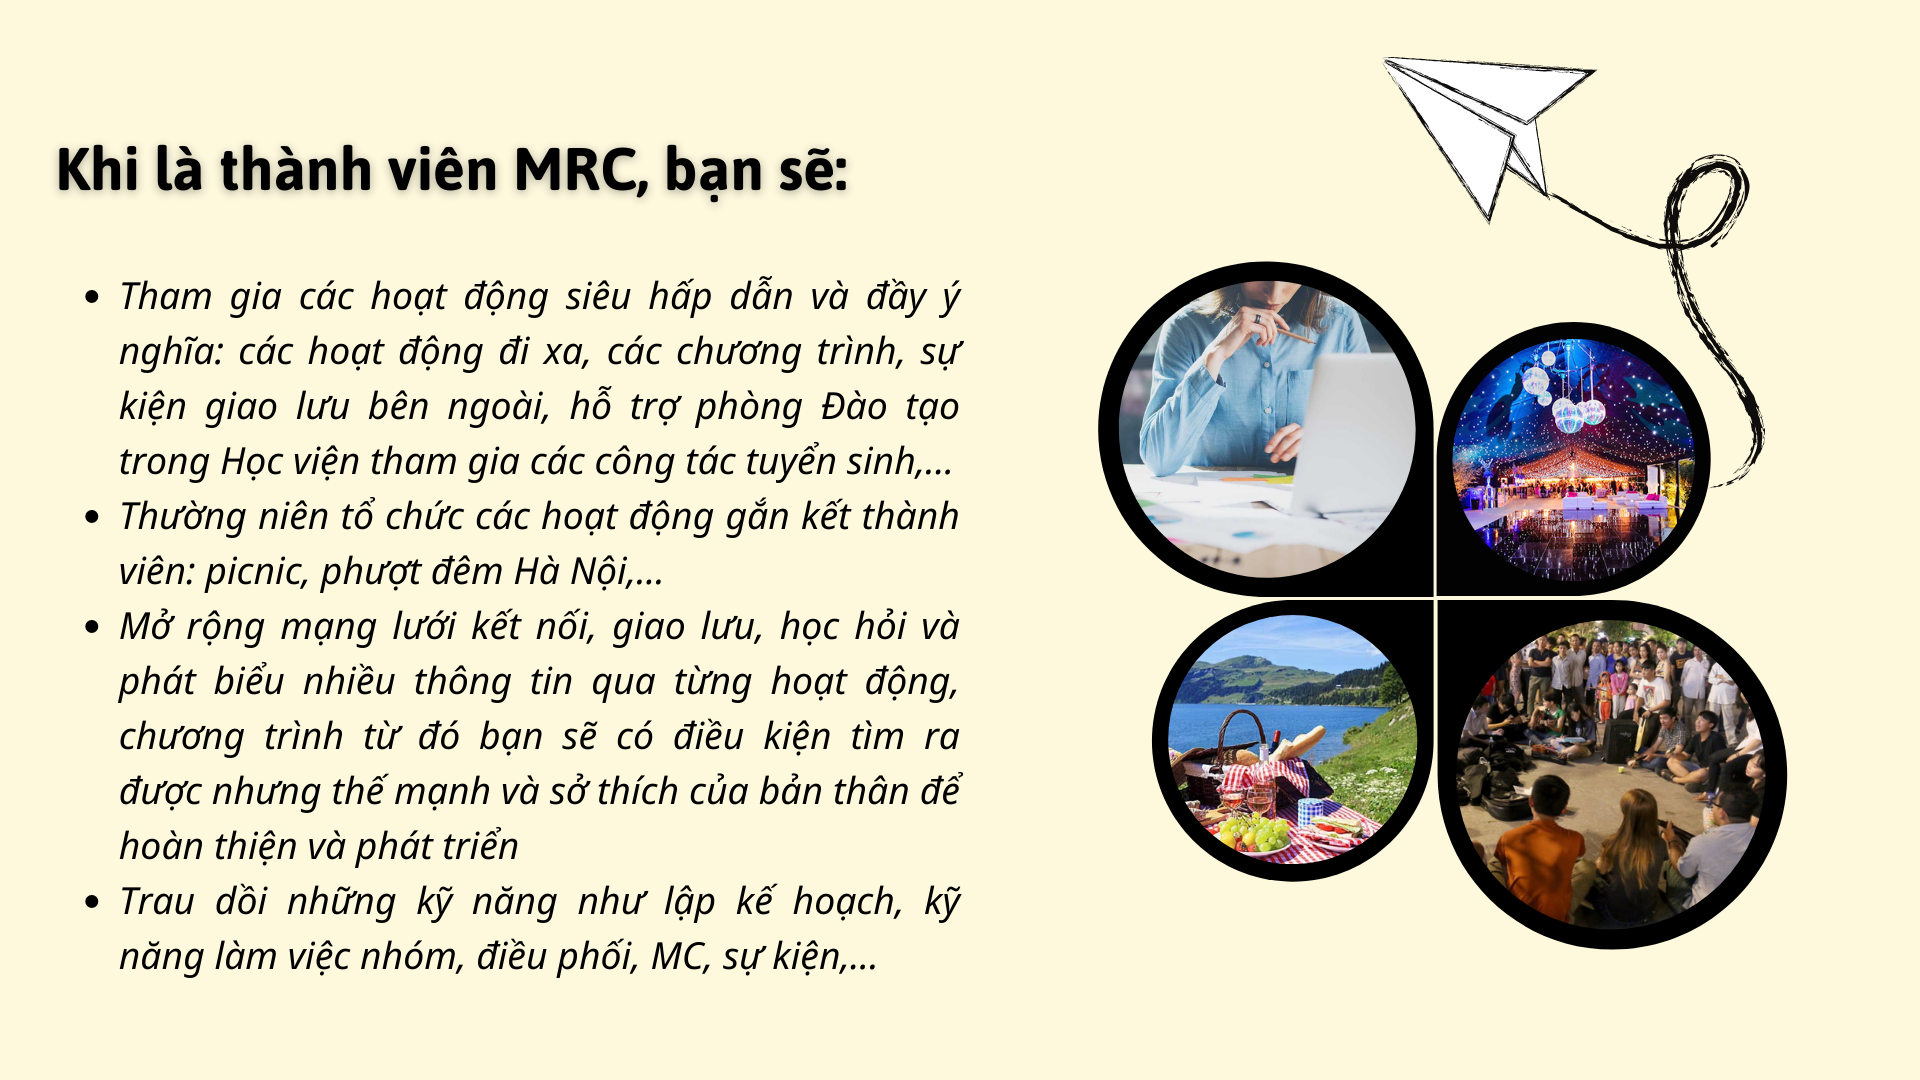 Khi là thành viên MRC, bạn sẽ:
• Tham gia các hoạt động siêu hấp dẫn và đầy ý
nghĩa: các hoạt động đi xa, các chương trình, sự
kiện giao lưu bên ngoài, hỗ trợ phòng Đào tạo
trong Học viện tham gia các công tác tuyển sinh,...
• Thường niên tổ chức các hoạt động gắn kết thành
viên: picnic, phượt đêm Hà Nội,...
• Mở rộng mạng lưới kết nối, giao lưu, học hỏi và
phát biểu nhiều thông tin qua từng hoạt động,
chương trình từ đó bạn sẽ có điều kiện tìm ra
được nhưng thế mạnh và sở thích của bản thân để
hoàn thiện và phát triển
• Trau dồi những kỹ năng như lập kế hoạch, kỹ
năng làm việc nhóm, điều phối, MC, sự kiện,...